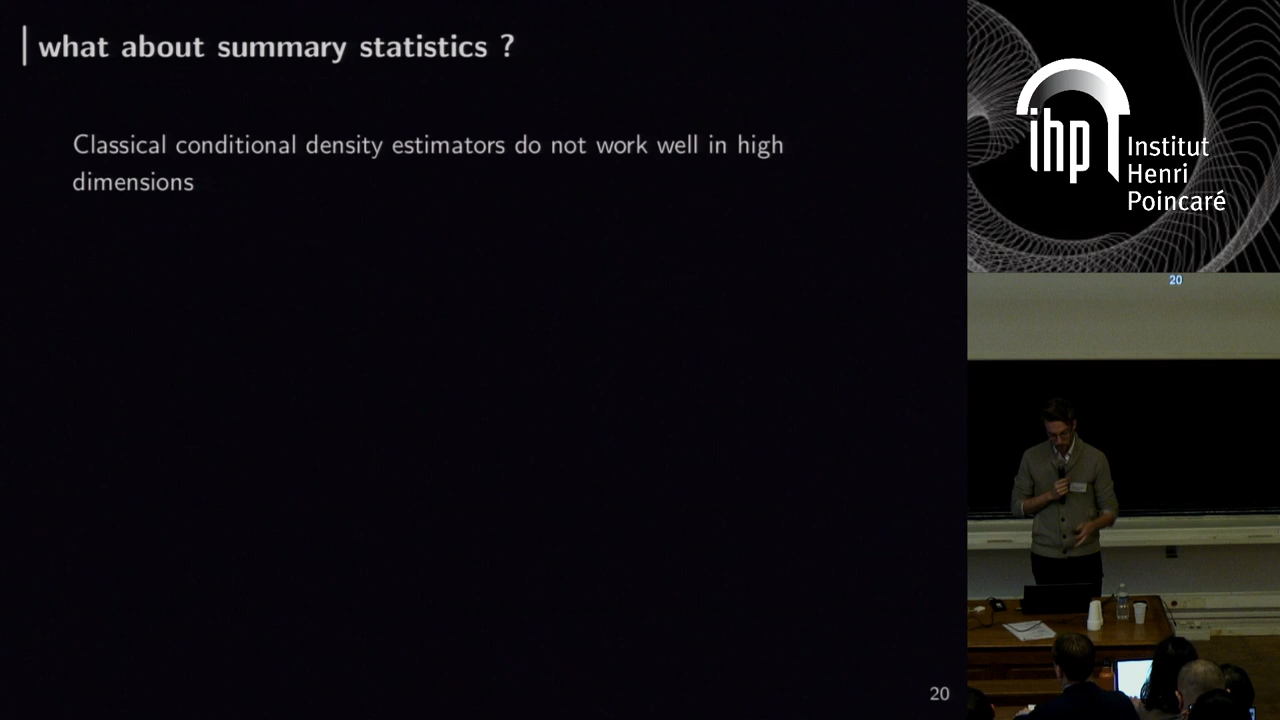 what about summary statistics ?
Classical conditional density estimators do not work well in high
dimensions
20
ihp Institut
Henri
Poincaré
20